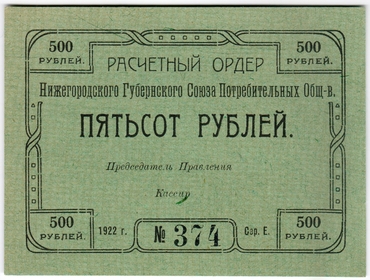 500 РУБЛЕЙ. 500 РУБЛЕЙ.
РАСЧЕТНЫЙ ОРДЕР
Нижегородского Губернского Союза Потребительных Общ-в.
ПЯТЬСОТ РУБЛЕЙ.
Председатель Правления
Кассир
500 РУБЛЕЙ. 1922 г. № 374 Сер. Е. 500 РУБЛЕЙ.